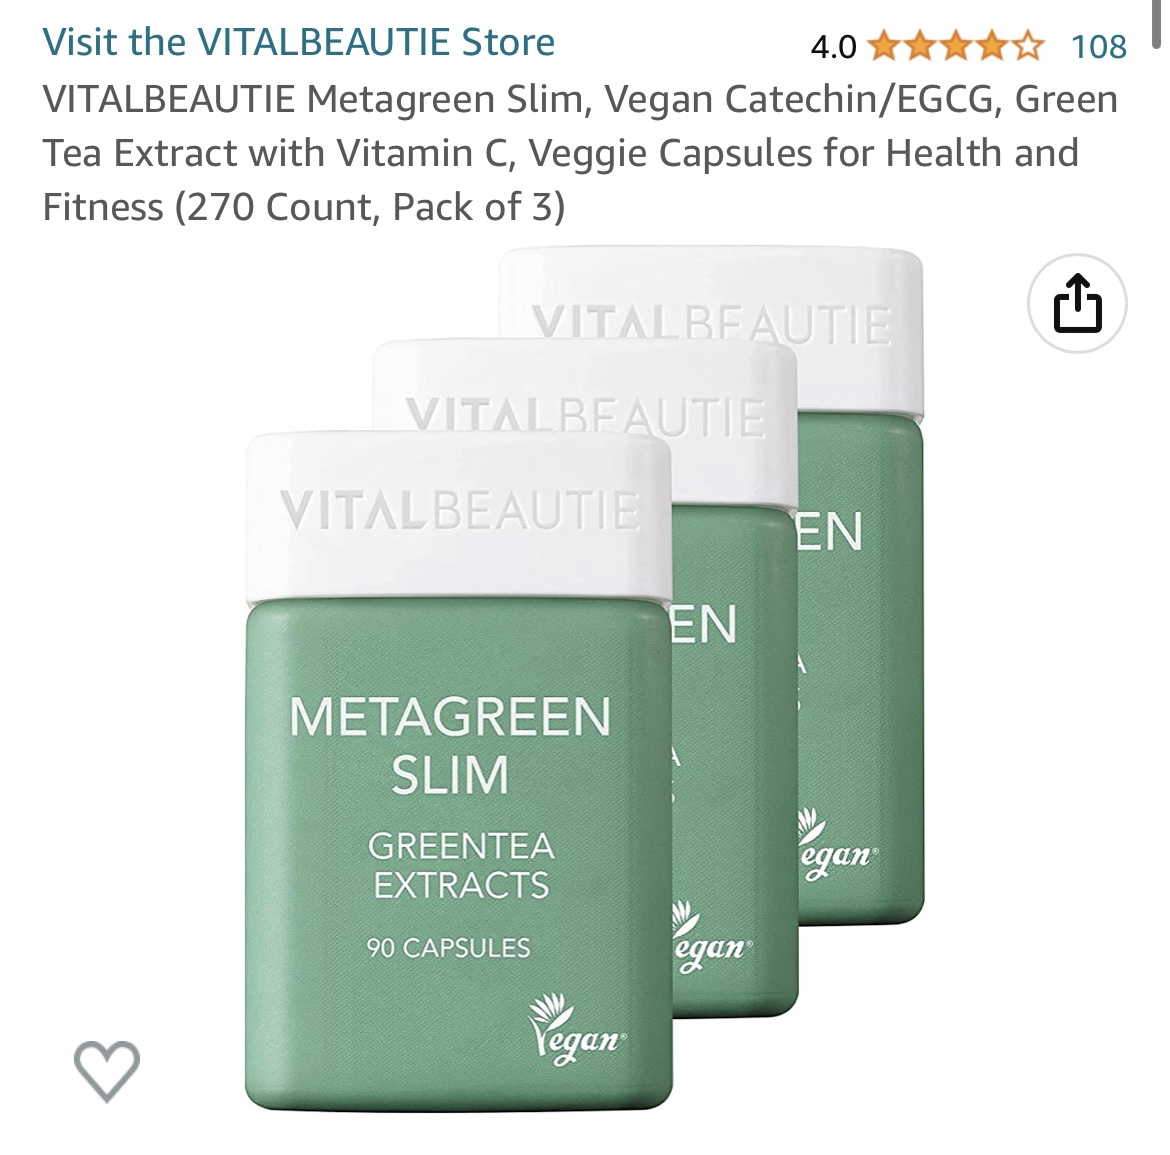 Visit the VITALBEAUTIE Store
4.0 108
VITALBEAUTIE Metagreen Slim, Vegan Catechin/EGCG, Green
Tea Extract with Vitamin C, Veggie Capsules for Health and
Fitness (270 Count, Pack of 3)
VITALBEAUTIE
VITALBEAUTIE
VITALBEAUTIE
EN
EN
METAGREEN
SLIM
A
A
GREENTEA
EXTRACTS
90 CAPSULES
egan®
egan®
Vegan®